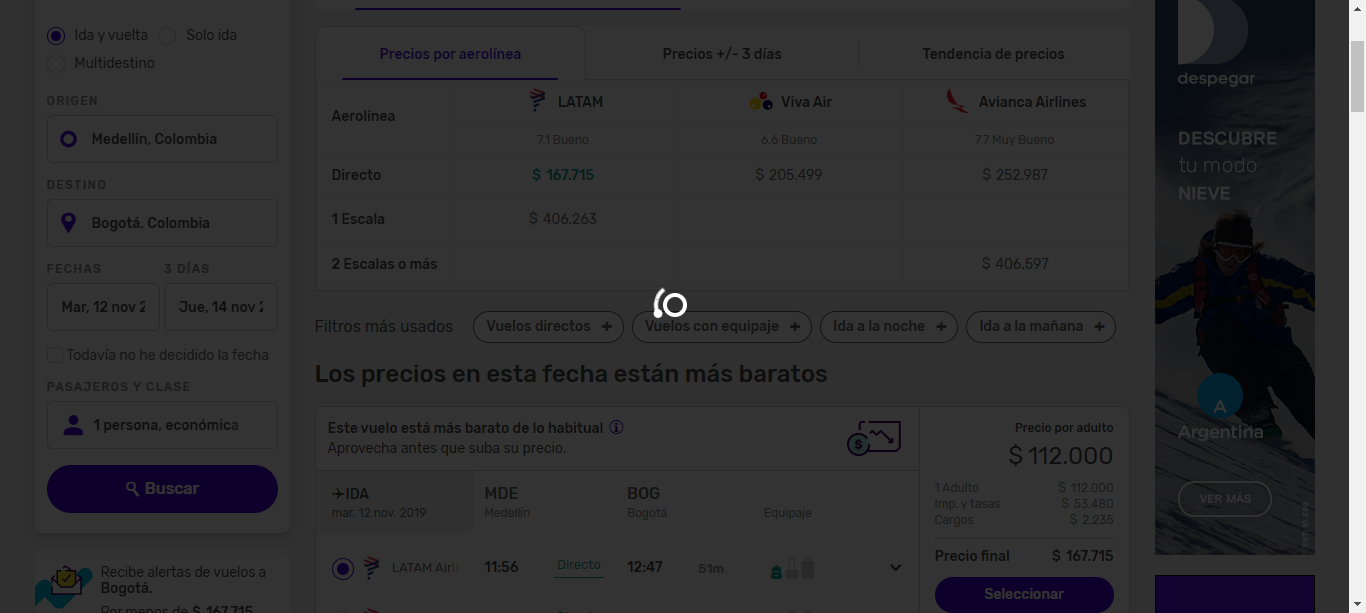 Ida y vuelta
Solo ida
Multidestino
ORIGEN
Medellín, Colombia
DESTINO
Bogotá, Colombia
FECHAS
3 DÍAS
Mar, 12 nov 2
Jue, 14 nov 2
Todavía no he decidido la fecha
PASAJEROS Y CLASE
1 persona, económica
Buscar
Recibe alertas de vuelos a
Bogotá.
Por menos de $ 167.715
Precios por aerolínea
Precios +/- 3 días
Tendencia de precios
Aerolínea
LATAM
Viva Air
Avianca Airlines
7.1 Bueno
6.6 Bueno
7.7 Muy Bueno
Directo
$ 167.715
$ 205.499
$ 252.987
1 Escala
$ 406.263
2 Escalas o más
$ 406.597
Filtros más usados
Vuelos directos +
Vuelos con equipaje +
Ida a la noche +
Ida a la mañana +
Los precios en esta fecha están más baratos
Este vuelo está más barato de lo habitual
Aprovecha antes que suba su precio.
IDA
mar. 12 nov. 2019
MDE
Medellín
BOG
Bogotá
Equipaje
LATAM Airli
11:56
Directo
12:47
51m
Precio por adulto
$ 112.000
1 Adulto
$ 112.000
Imp. y tasas
$ 53.480
Cargos
$ 2.235
Precio final
$ 167.715
Seleccionar
despegar
DESCUBRE
tu modo
NIEVE
A
Argentina
VER MÁS